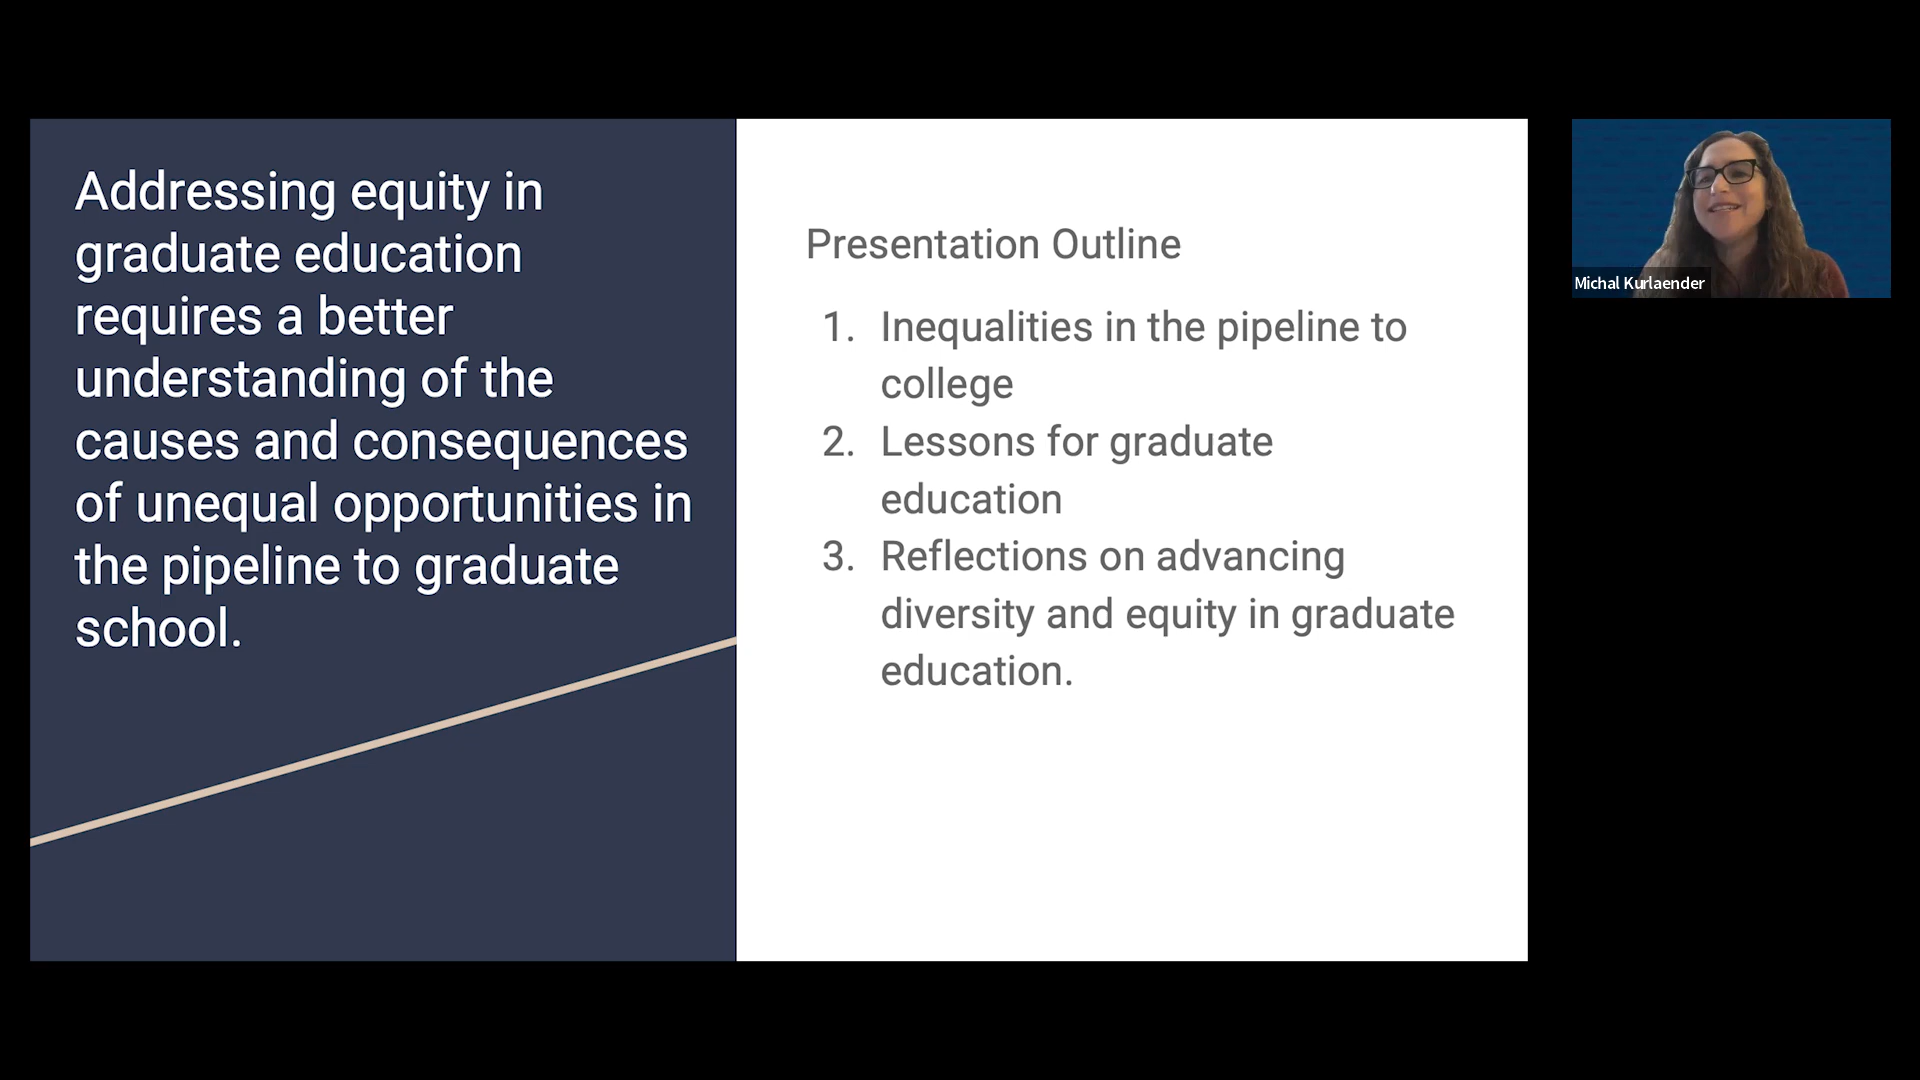 Addressing equity in
graduate education
requires a better
understanding of the
causes and consequences
of unequal opportunities in
the pipeline to graduate
school.
Presentation Outline
1. Inequalities in the pipeline to
college
2. Lessons for graduate
education
3. Reflections on advancing
diversity and equity in graduate
education.
Michal Kurlaender